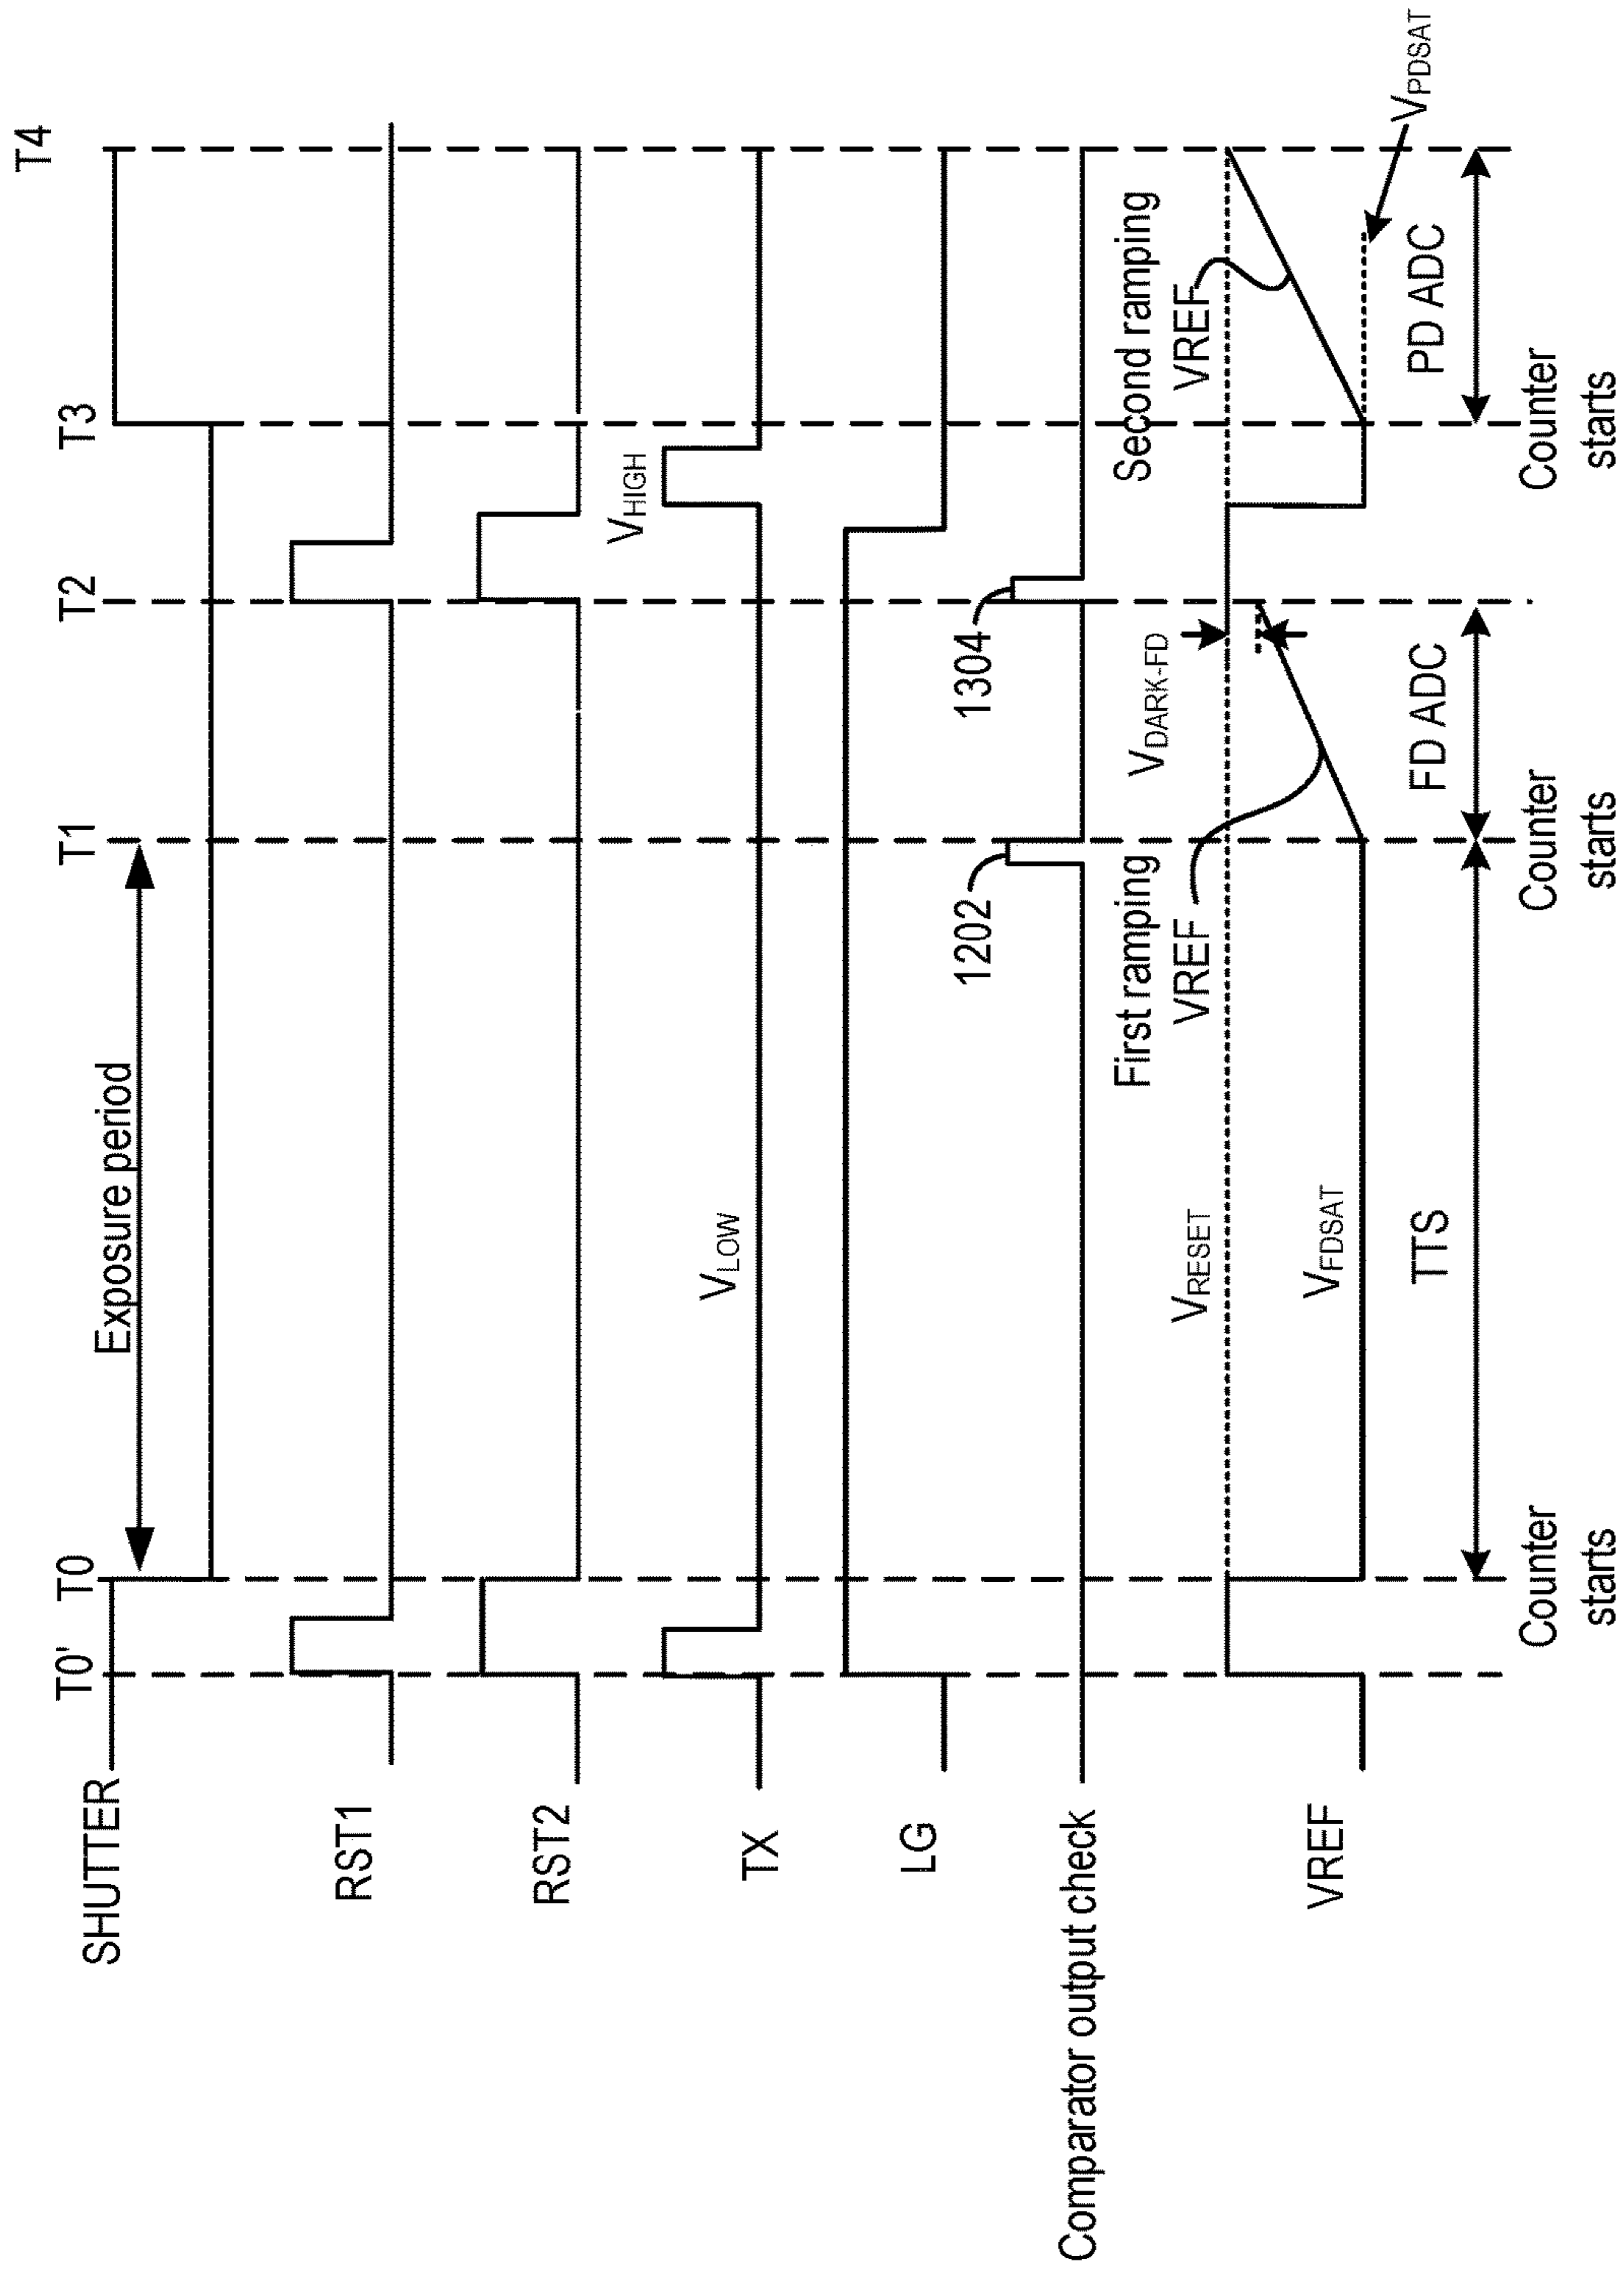 T0'
T0
T1
T2
T3
T4
SHUTTER
Exposure period
RST1
RST2
VHIGH
TX
VLOW
LG
Comparator output check
1202
1304
First ramping
VREF
Second ramping
VREF
VDARK-FD
VRESET
VREF
VFDSAT
VPDSAT
TTS
FD ADC
PD ADC
Counter
starts
Counter
starts
Counter
starts